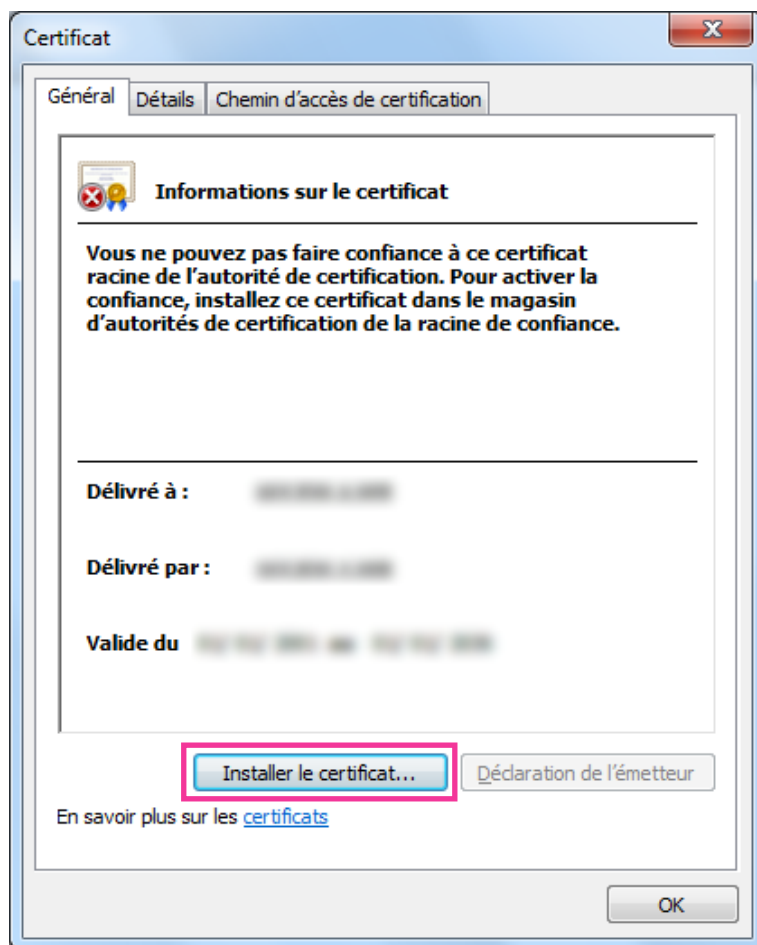 Certificat
Général Détails Chemin d'accès de certification
Informations sur le certificat
Vous ne pouvez pas faire confiance à ce certificat
racine de l'autorité de certification. Pour activer la
confiance, installez ce certificat dans le magasin
d'autorités de certification de la racine de confiance.
Délivré à :
Délivré par :
Valide du
Installer le certificat... Déclaration de l'émetteur
En savoir plus sur les certificats
OK